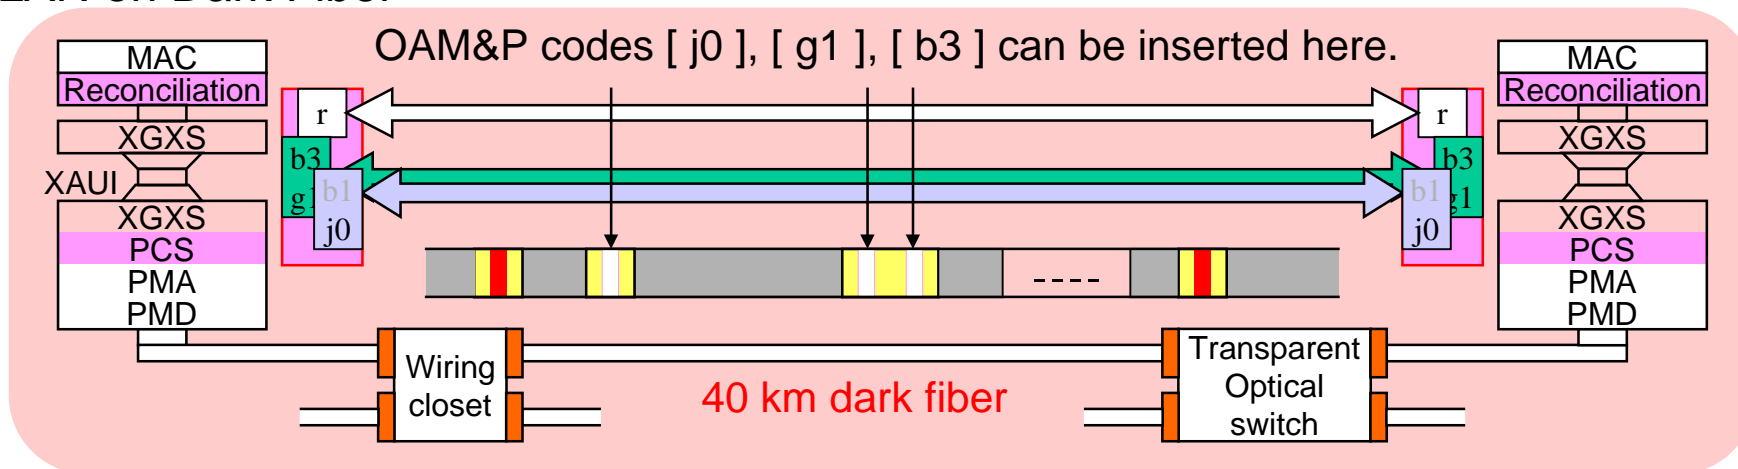 OAM&P codes [ j0 ], [ g1 ], [ b3 ] can be inserted here.
MAC
Reconciliation
XGXS
XAUI
XGXS
PCS
PMA
PMD
r
b3
g1
b1
j0
r
b3
g1
b1
j0
MAC
Reconciliation
XGXS
XGXS
PCS
PMA
PMD
Wiring
closet
40 km dark fiber
Transparent
Optical
switch